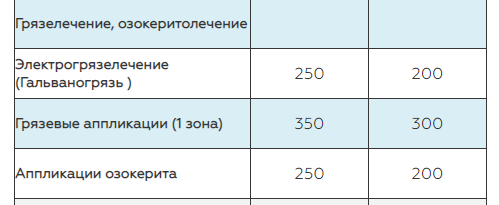 Грязелечение, озокеритолечение
Электрогрязелечение
(Гальваногрязь ) 250 200
Грязевые аппликации (1 зона) 350 300
Аппликации озокерита 250 200